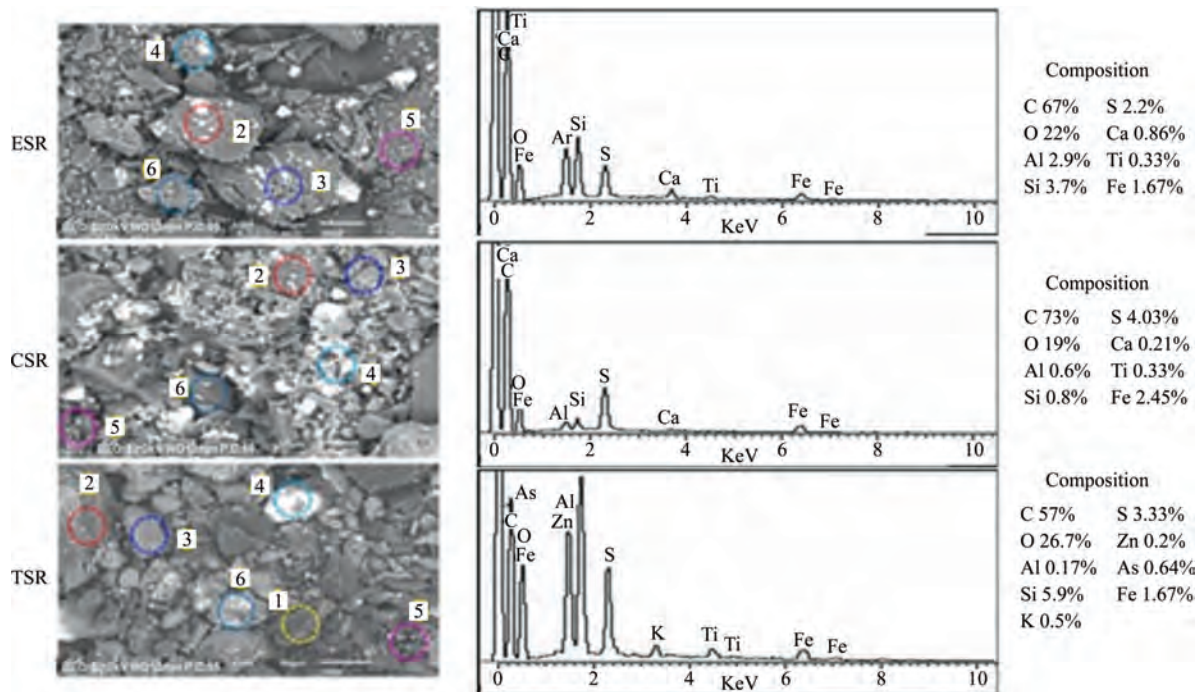 ESR
4
2
5
6
3
Ti
Ca
C
O
Fe
Ar
Si
S
Ca
Ti
Fe
Fe
0 2 4 6 8 10
KeV
Composition
C 67% S 2.2%
O 22% Ca 0.86%
Al 2.9% Ti 0.33%
Si 3.7% Fe 1.67%
CSR
2
3
4
6
5
Ca
C
O
Fe
Al
Si
S
Ca
Fe
Fe
0 2 4 6 8 10
KeV
Composition
C 73% S 4.03%
O 19% Ca 0.21%
Al 0.6% Ti 0.33%
Si 0.8% Fe 2.45%
TSR
2
4
3
6
1
5
As
C
O
Fe
Al
Zn
S
K
Ti
Ti
Fe
Fe
0 2 4 6 8 10
KeV
Composition
C 57% S 3.33%
O 26.7% Zn 0.2%
Al 0.17% As 0.64%
Si 5.9% Fe 1.67%
K 0.5%